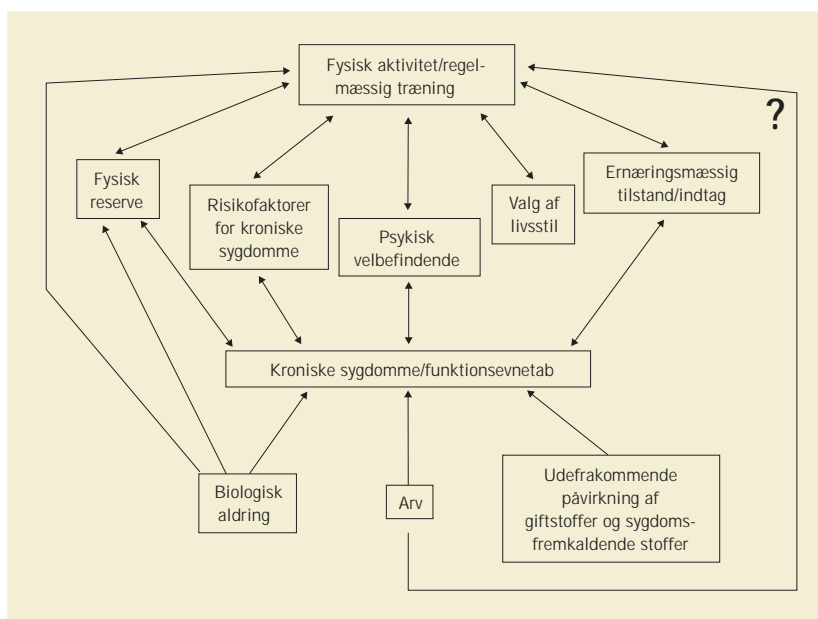 Fysisk aktivitet/regel-
mæssig træning
?
Fysisk
reserve
Risikofaktorer
for kroniske
sygdomme
Psykisk
velbefindende
Valg af
livsstil
Ernæringsmæssig
tilstand/indtag
Kroniske sygdomme/funktionsevnetab
Biologisk
aldring
Arv
Udefrakommende
påvirkning af
giftstoffer og sygdoms-
fremkaldende stoffer